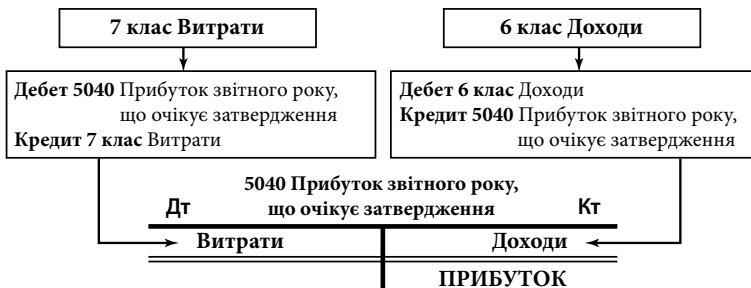 7 клас Витрати
6 клас Доходи
Дебет 5040 Прибуток звітного року,
що очікує затвердження
Кредит 7 клас Витрати
Дебет 6 клас Доходи
Кредит 5040 Прибуток звітного року,
що очікує затвердження
5040 Прибуток звітного року,
Дт що очікує затвердження Кт
Витрати Доходи
ПРИБУТОК